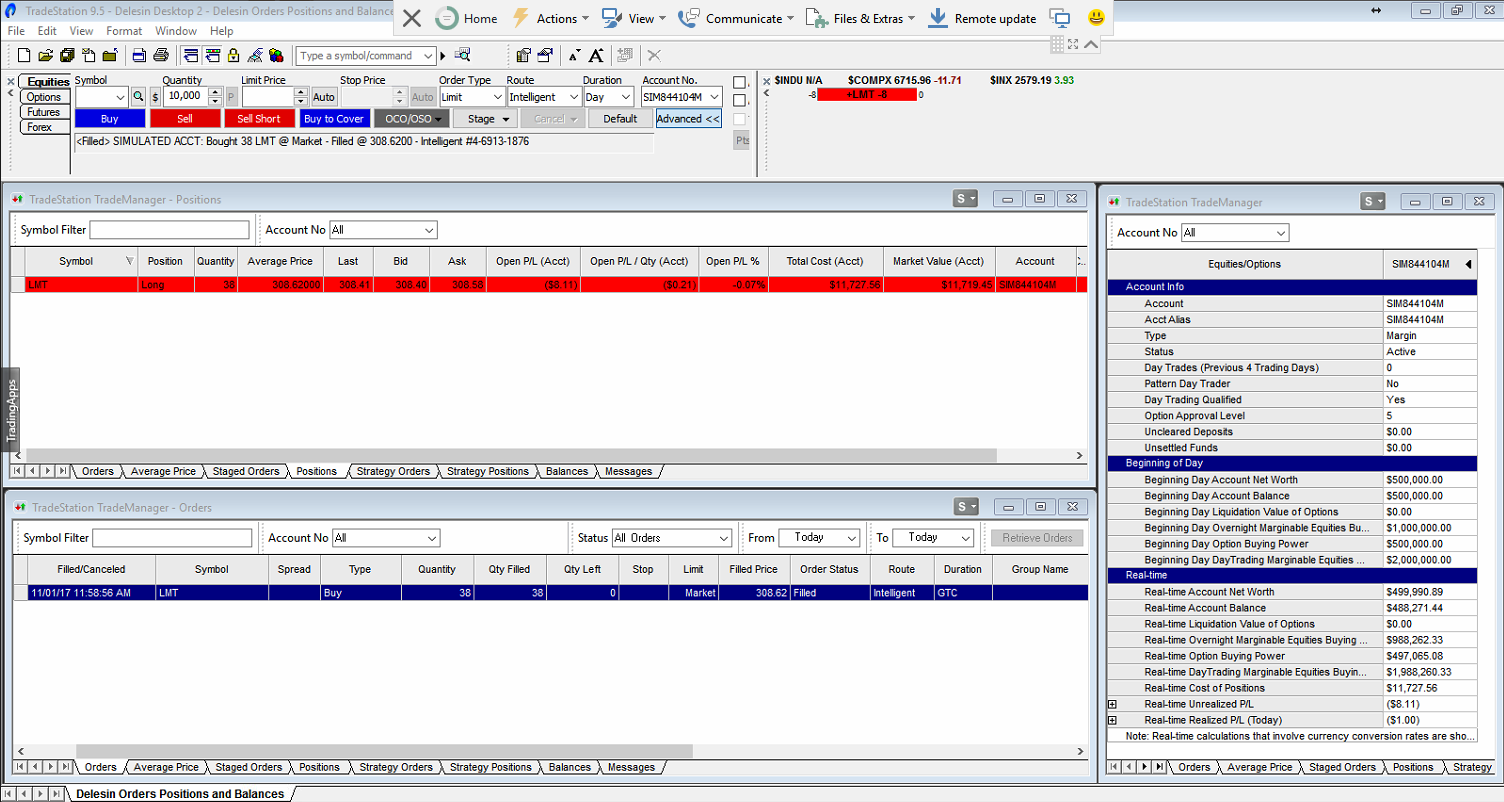 TradeStation 9.5 - Delesin Desktop 2 - Delesin Orders Positions and Balanc
Home Actions View Communicate Files & Extras Remote update
File Edit View Format Window Help
Type a symbol/command
Equities Symbol Quantity Limit Price Stop Price Order Type Route Duration Account No.
Options $ 10,000 P Auto Auto Limit Intelligent Day SIM844104M
Futures Buy Sell Sell Short Buy to Cover OCO/OSO Stage Cancel Default Advanced <<
Forex
<Filled> SIMULATED ACCT: Bought 38 LMT @ Market - Filled @ 308.6200 - Intelligent #4-6913-1876
Pts
$INDU N/A $COMPX 6715.96 -11.71 $INX 2579.19 3.93
-8 +LMT -8 0
TradingApps
TradeStation TradeManager - Positions S
Symbol Filter Account No All
Symbol Position Quantity Average Price Last Bid Ask Open P/L (Acct) Open P/L / Qty (Acct) Open P/L % Total Cost (Acct) Market Value (Acct) Account
LMT Long 38 308.62000 308.41 308.40 308.58 ($8.11) ($0.21) -0.07% $11,727.56 $11,719.45 SIM844104M
Orders Average Price Staged Orders Positions Strategy Orders Strategy Positions Balances Messages
TradeStation TradeManager - Orders S
Symbol Filter Account No All Status All Orders From Today To Today Retrieve Orders
Filled/Canceled Symbol Spread Type Quantity Qty Filled Qty Left Stop Limit Filled Price Order Status Route Duration Group Name
11/01/17 11:58:56 AM LMT Buy 38 38 0 Market 308.62 Filled Intelligent GTC
Orders Average Price Staged Orders Positions Strategy Orders Strategy Positions Balances Messages
TradeStation TradeManager S
Account No All
Equities/Options SIM844104M
Account Info
Account SIM844104M
Acct Alias SIM844104M
Type Margin
Status Active
Day Trades (Previous 4 Trading Days) 0
Pattern Day Trader No
Day Trading Qualified Yes
Option Approval Level 5
Uncleared Deposits $0.00
Unsettled Funds $0.00
Beginning of Day
Beginning Day Account Net Worth $500,000.00
Beginning Day Account Balance $500,000.00
Beginning Day Liquidation Value of Options $0.00
Beginning Day Overnight Marginable Equities Bu... $1,000,000.00
Beginning Day Option Buying Power $500,000.00
Beginning Day DayTrading Marginable Equities ... $2,000,000.00
Real-time
Real-time Account Net Worth $499,990.89
Real-time Account Balance $488,271.44
Real-time Liquidation Value of Options $0.00
Real-time Overnight Marginable Equities Buying ... $988,262.33
Real-time Option Buying Power $497,065.08
Real-time DayTrading Marginable Equities Buyin... $1,988,260.33
Real-time Cost of Positions $11,727.56
Real-time Unrealized P/L ($8.11)
Real-time Realized P/L (Today) ($1.00)
Note: Real-time calculations that involve currency conversion rates are sho...
Orders Average Price Staged Orders Positions Strategy
Delesin Orders Positions and Balances